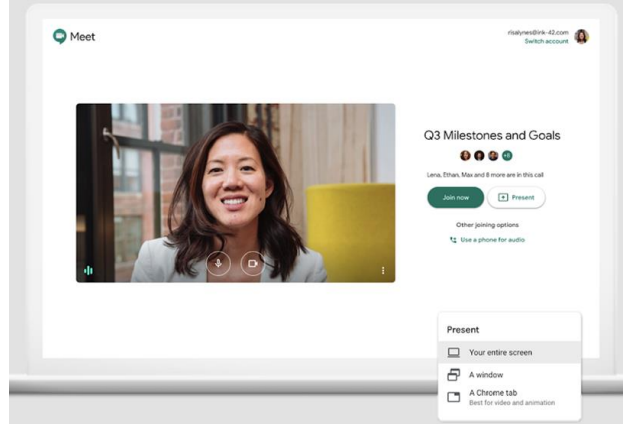 Meet
risalynes@ink-42.com
Switch account
Q3 Milestones and Goals
Lena, Ethan, Max and 8 more are in this call
Join now
Present
Other joining options
Use a phone for audio
Present
Your entire screen
A window
A Chrome tab
Best for video and animation